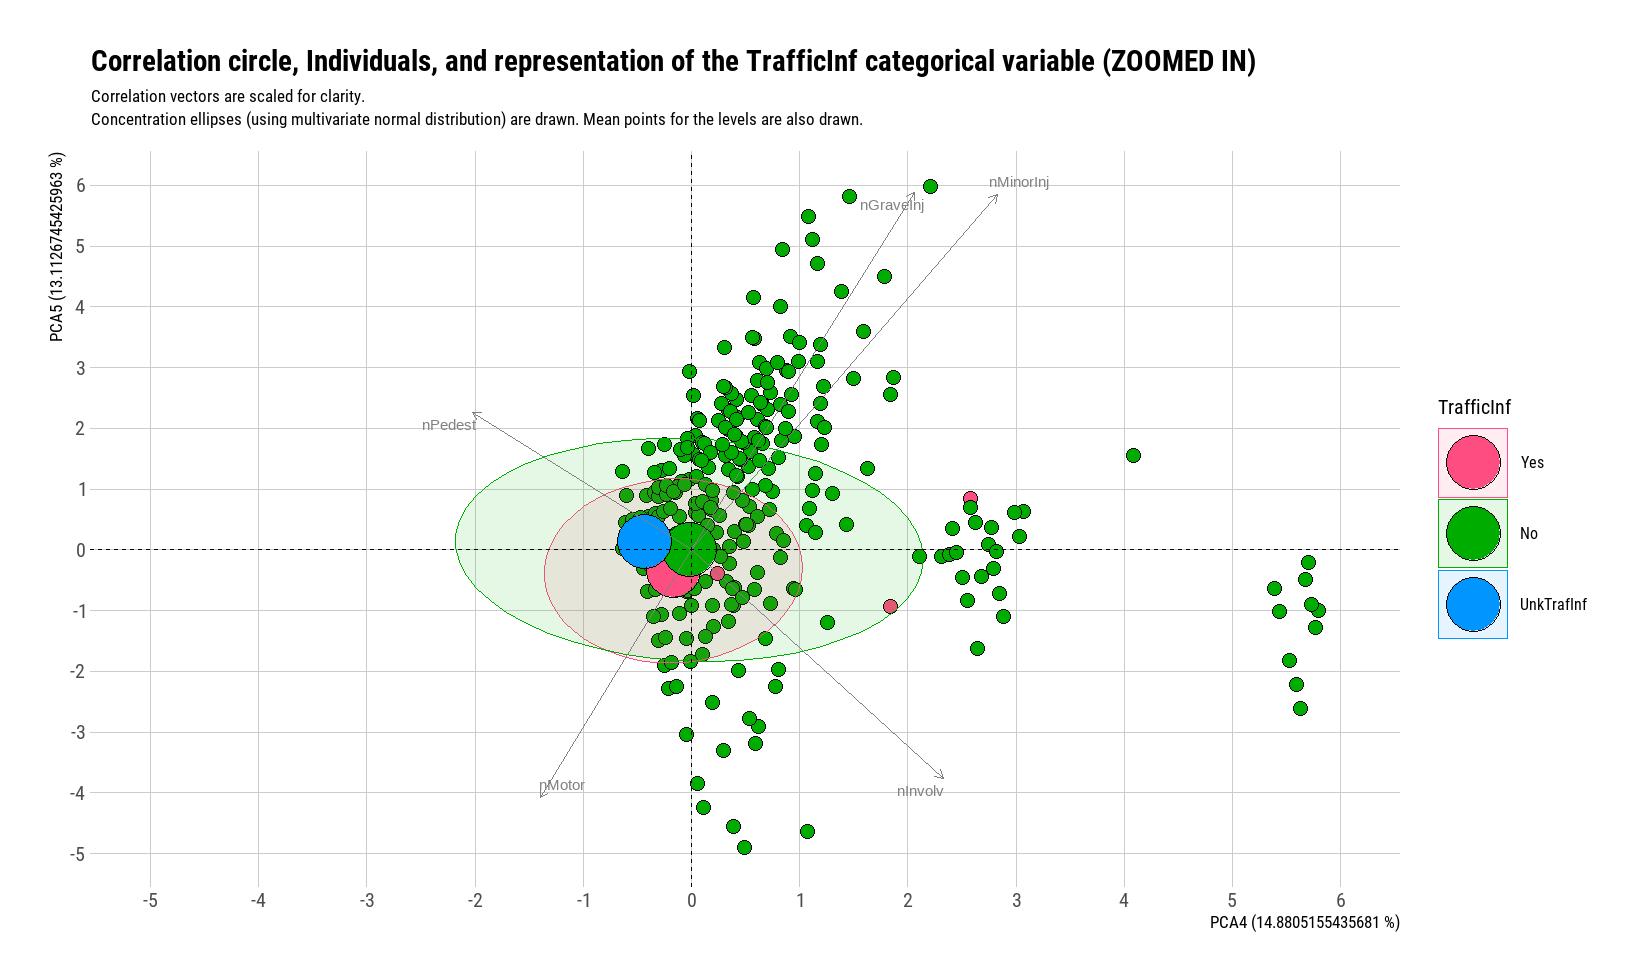 Correlation circle, Individuals, and representation of the TrafficInf categorical variable (ZOOMED IN)
Correlation vectors are scaled for clarity.
Concentration ellipses (using multivariate normal distribution) are drawn. Mean points for the levels are also drawn.
PCA5 (13.1126745425963 %)
6
5
4
3
2
1
0
-1
-2
-3
-4
-5
nMinorInj
nGraveInj
nPedest
nMotor
nInvolv
-5 -4 -3 -2 -1 0 1 2 3 4 5 6
PCA4 (14.8805155435681 %)
TrafficInf
Yes
No
UnkTrafInf